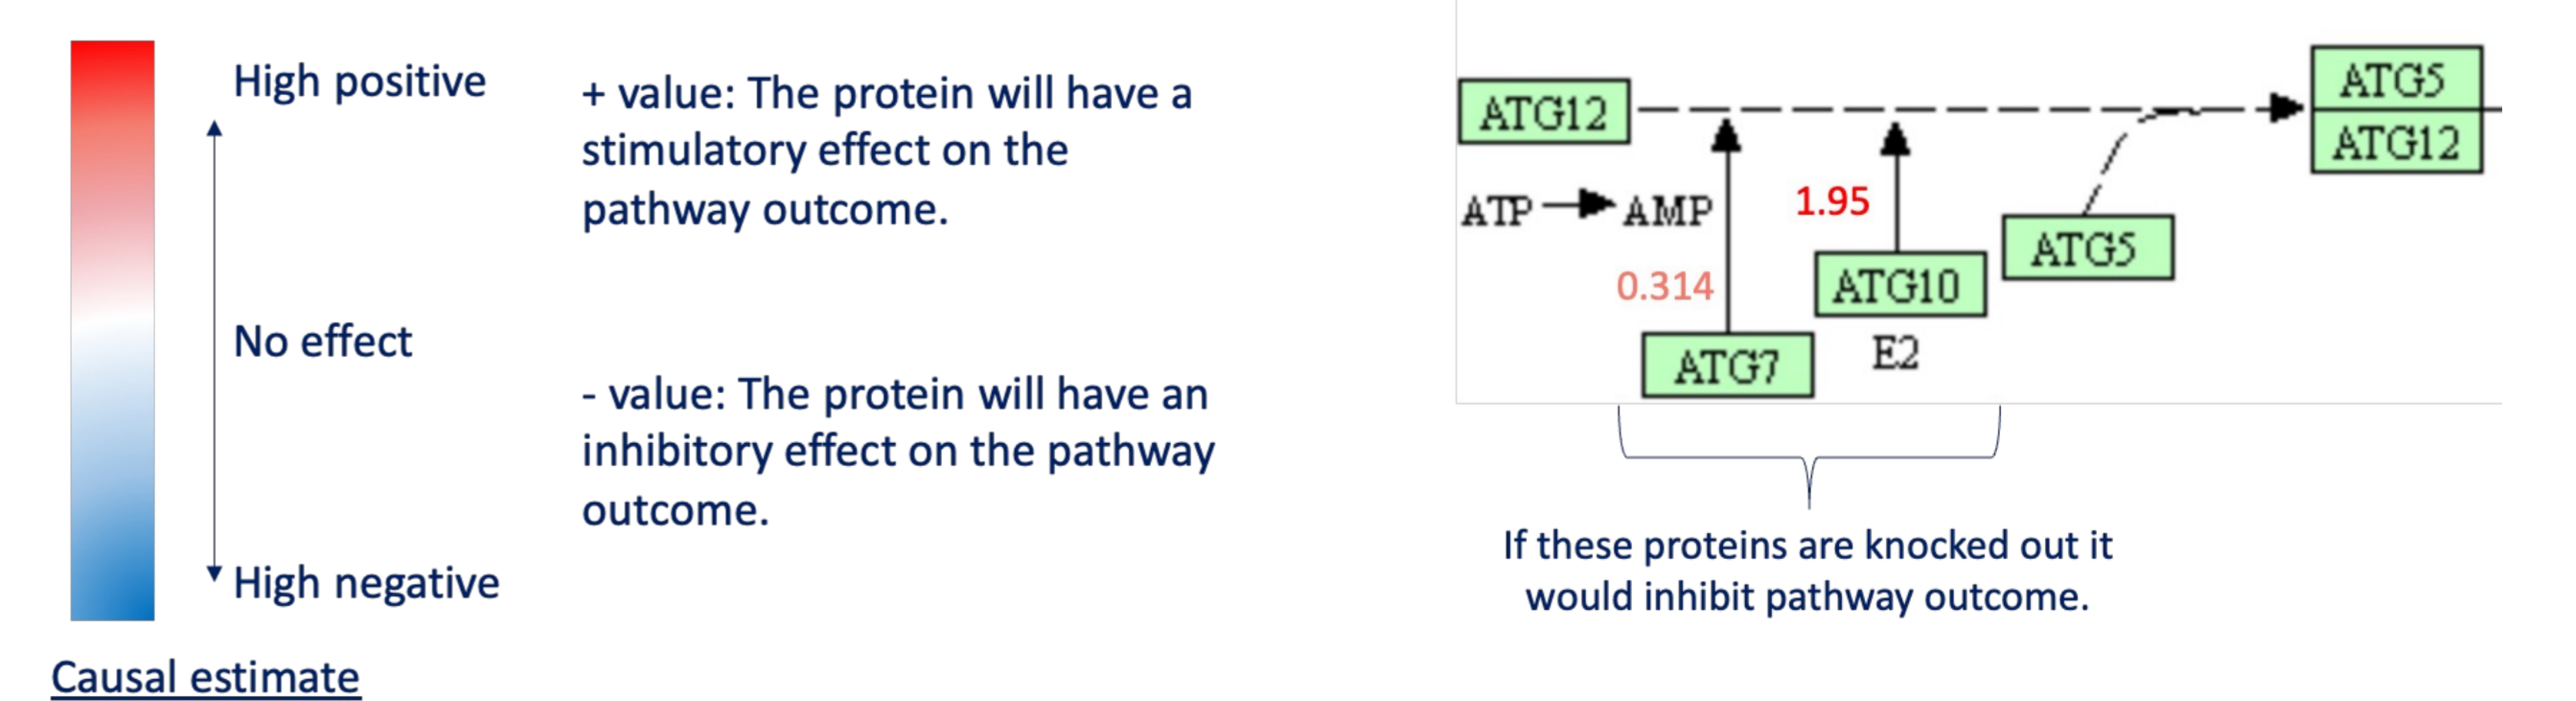 High positive
No effect
High negative
Causal estimate
+ value: The protein will have a
stimulatory effect on the
pathway outcome.
- value: The protein will have an
inhibitory effect on the pathway
outcome.
ATG12
ATG5
ATG12
ATP
AMP
1.95
0.314
ATG10
ATG5
E2
ATG7
If these proteins are knocked out it
would inhibit pathway outcome.